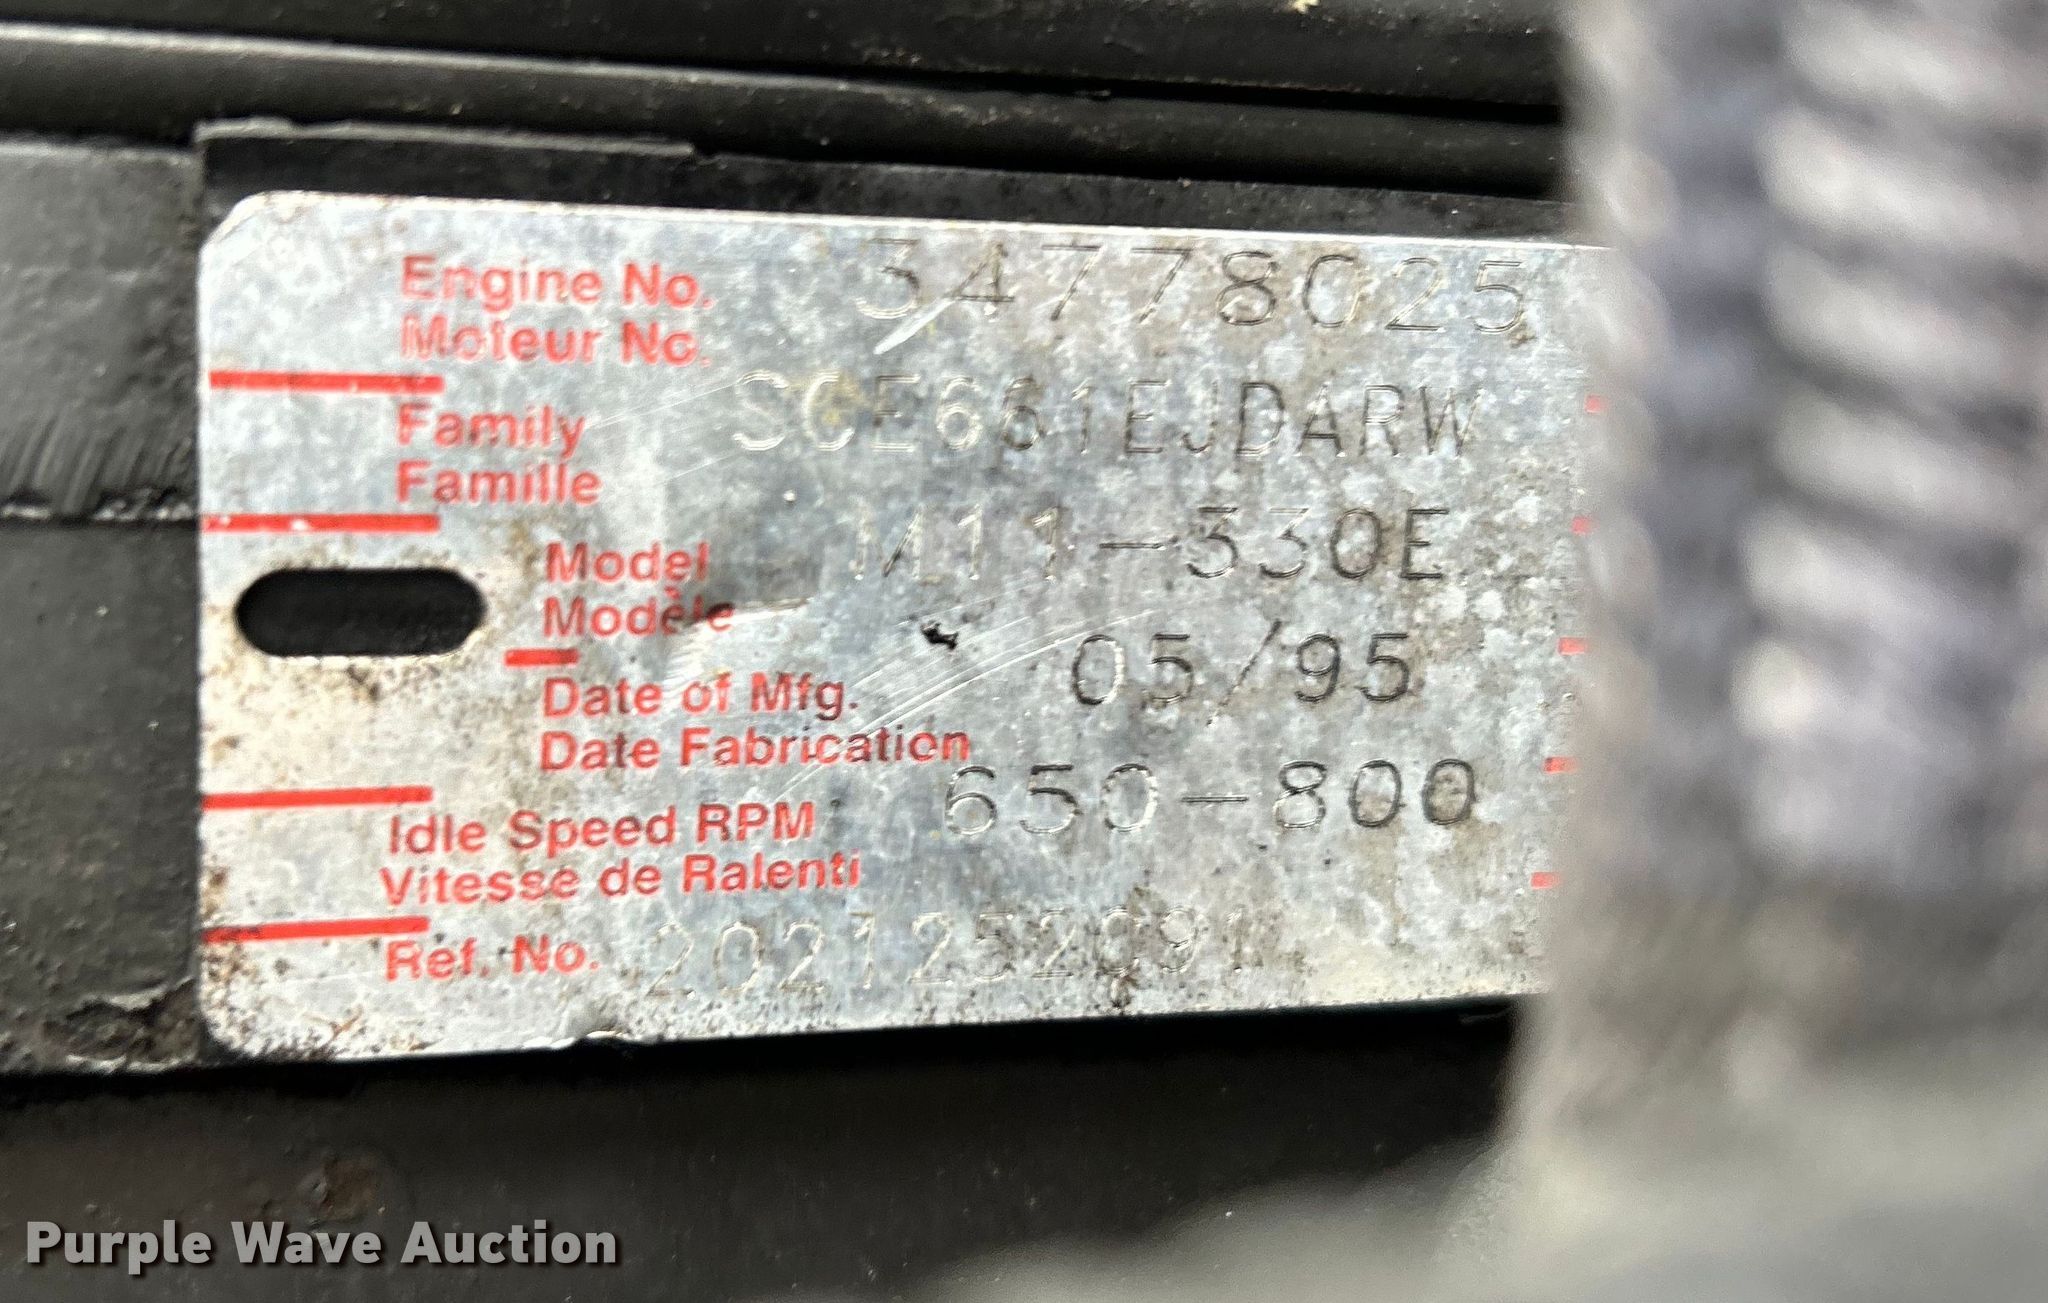 Engine No. 34778025
Moteur No.
Family SCE661EJDARW
Famille
Model M11-330E
Modèle
Date of Mfg. 05/95
Date Fabrication
Idle Speed RPM 650-800
Vitesse de Ralenti
Ref. No. 2021252091
Purple Wave Auction